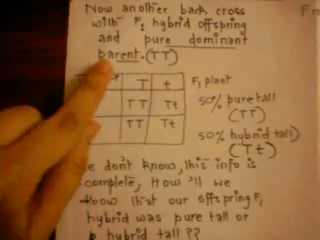 Now another back cross
with F1 hybrid offspring
and pure dominant
parent. (TT)
T t F1 plant
TT Tt 50% pure tall
(TT)
TT Tt 50% hybrid tall)
(Tt)
e don't know, this info is
complete, How 'll we
know that our offspring F1
hybrid was pure tall or
hybrid tall ??